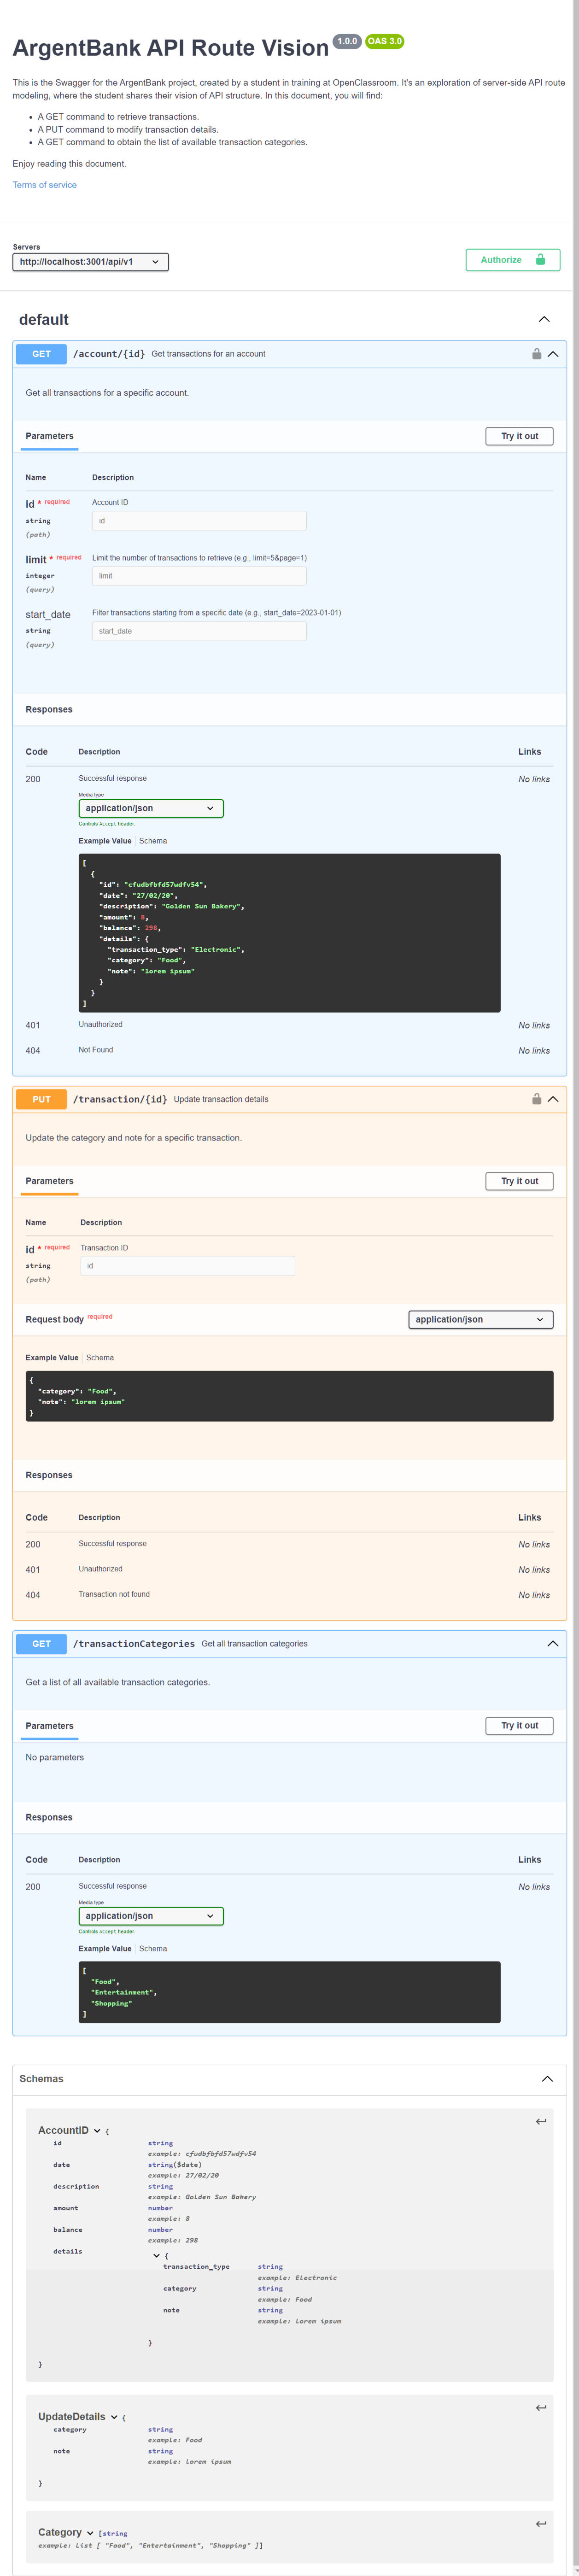 ArgentBank API Route Vision 1.0.0 OAS 3.0
This is the Swagger for the ArgentBank project, created by a student in training at OpenClassroom. It's an exploration of server-side API route
modeling, where the student shares their vision of API structure. In this document, you will find:
• A GET command to retrieve transactions.
• A PUT command to modify transaction details.
• A GET command to obtain the list of available transaction categories.
Enjoy reading this document.
Terms of service
Servers
http://localhost:3001/api/v1
Authorize
default
GET /account/{id} Get transactions for an account
Get all transactions for a specific account.
Parameters Try it out
Name Description
id * required Account ID
string id
(path)
limit * required Limit the number of transactions to retrieve (e.g., limit=5&page=1)
integer limit
(query)
start_date Filter transactions starting from a specific date (e.g., start_date=2023-01-01)
string start_date
(query)
Responses
Code Description Links
200 Successful response No links
Media type
application/json
Controls Accept header.
Example Value Schema
[
{
"id": "cfudbfbfd57wdfv54",
"date": "27/02/20",
"description": "Golden Sun Bakery",
"amount": 8,
"balance": 298,
"details": {
"transaction_type": "Electronic",
"category": "Food",
"note": "lorem ipsum"
}
}
]
401 Unauthorized No links
404 Not Found No links
PUT /transaction/{id} Update transaction details
Update the category and note for a specific transaction.
Parameters Try it out
Name Description
id * required Transaction ID
string id
(path)
Request body required application/json
Example Value Schema
{
"category": "Food",
"note": "lorem ipsum"
}
Responses
Code Description Links
200 Successful response No links
401 Unauthorized No links
404 Transaction not found No links
GET /transactionCategories Get all transaction categories
Get a list of all available transaction categories.
Parameters Try it out
No parameters
Responses
Code Description Links
200 Successful response No links
Media type
application/json
Controls Accept header.
Example Value Schema
[
"Food",
"Entertainment",
"Shopping"
]
Schemas
AccountID {
id string
example: cfudbfbfd57wdfv54
date string($date)
example: 27/02/20
description string
example: Golden Sun Bakery
amount number
example: 8
balance number
example: 298
details {
transaction_type string
example: Electronic
category string
example: Food
note string
example: lorem ipsum
}
}
UpdateDetails {
category string
example: Food
note string
example: lorem ipsum
}
Category [string
example: List [ "Food", "Entertainment", "Shopping" ]]